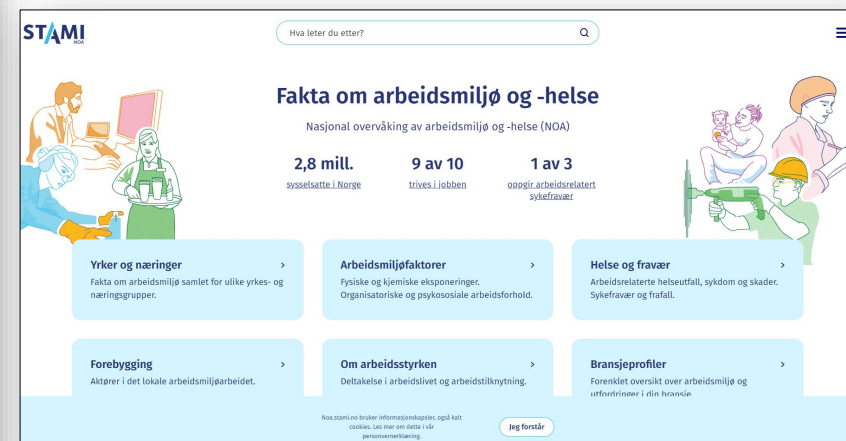 STAMI
NOA
Hva leter du etter?
Fakta om arbeidsmiljø og -helse
Nasjonal overvåking av arbeidsmiljø og -helse (NOA)
2,8 mill.
sysselsatte i Norge
9 av 10
trives i jobben
1 av 3
oppgir arbeidsrelatert
sykefravær
Yrker og næringer
Fakta om arbeidsmiljø samlet for ulike yrkes- og
næringsgrupper.
Arbeidsmiljøfaktorer
Fysiske og kjemiske eksponeringer.
Organisatoriske og psykososiale arbeidsforhold.
Helse og fravær
Arbeidsrelaterte helseutfall, sykdom og skader.
Sykefravær og frafall.
Forebygging
Aktører i det lokale arbeidsmiljøarbeidet.
Om arbeidsstyrken
Deltakelse i arbeidslivet og arbeidstilknytning.
Bransjeprofiler
Forenklet oversikt over arbeidsmiljø og
utfordringer i din bransje
Noa.stami.no bruker informasjonskapsler, også kalt
cookies. Les mer om dette i vår
personvernerklæring.
Jeg forstår